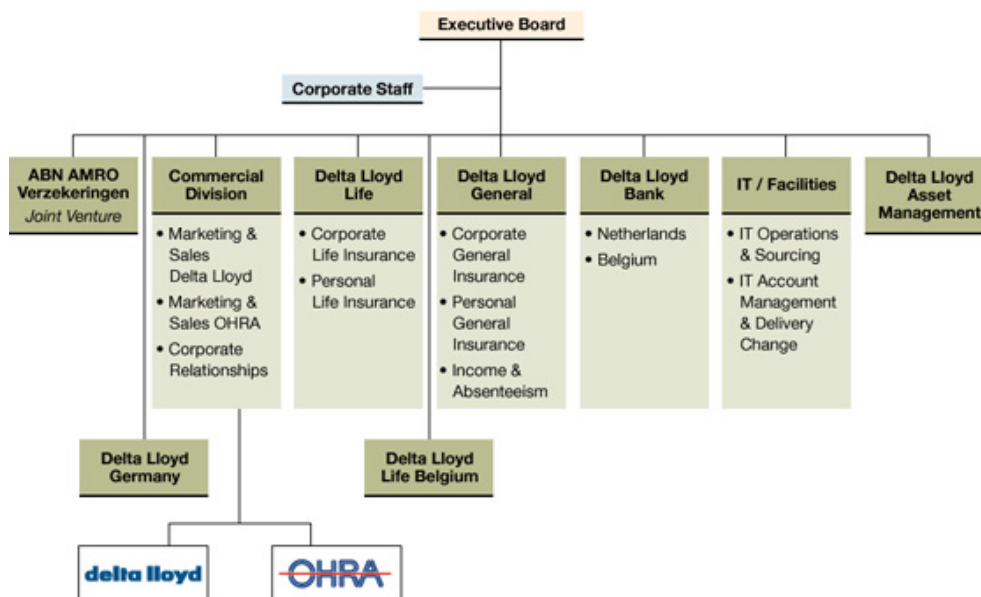 Executive Board
Corporate Staff
ABN AMRO
Verzekeringen
Joint Venture
Commercial
Division
• Marketing &
Sales
Delta Lloyd
• Marketing &
Sales OHRA
• Corporate
Relationships
Delta Lloyd
Life
• Corporate
Life Insurance
• Personal
Life Insurance
Delta Lloyd
General
• Corporate
General
Insurance
• Personal
General
Insurance
• Income &
Absenteeism
Delta Lloyd
Bank
• Netherlands
• Belgium
IT / Facilities
• IT Operations
& Sourcing
• IT Account
Management
& Delivery
Change
Delta Lloyd
Asset
Management
Delta Lloyd
Germany
Delta Lloyd
Life Belgium
delta lloyd
OHRA